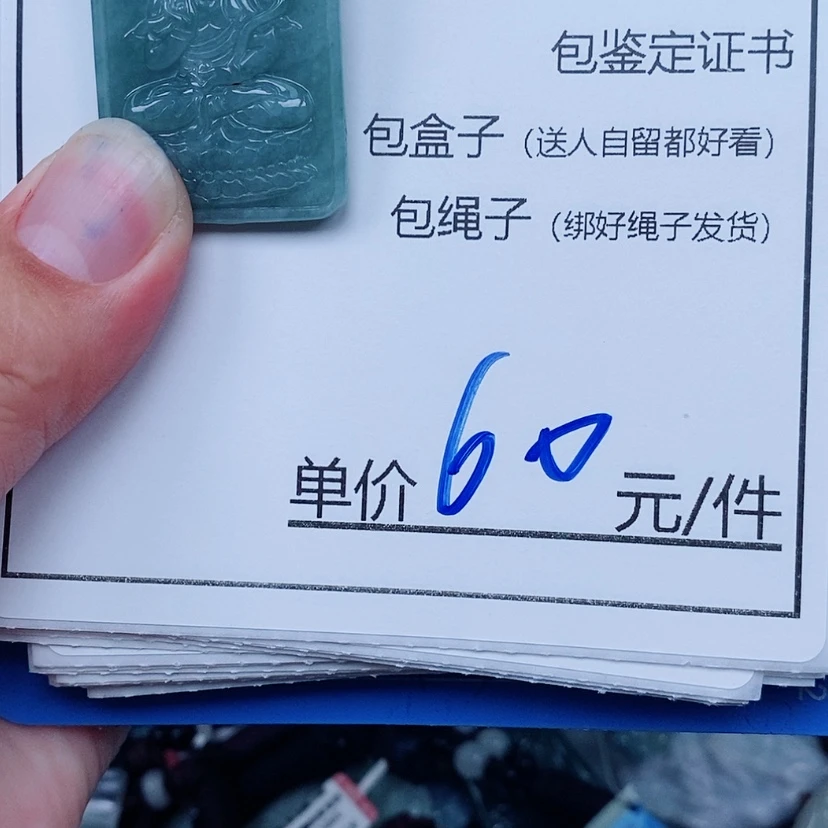 包鉴定证书
包盒子（送人自留都好看）
包绳子（绑好绳子发货）
单价60元/件